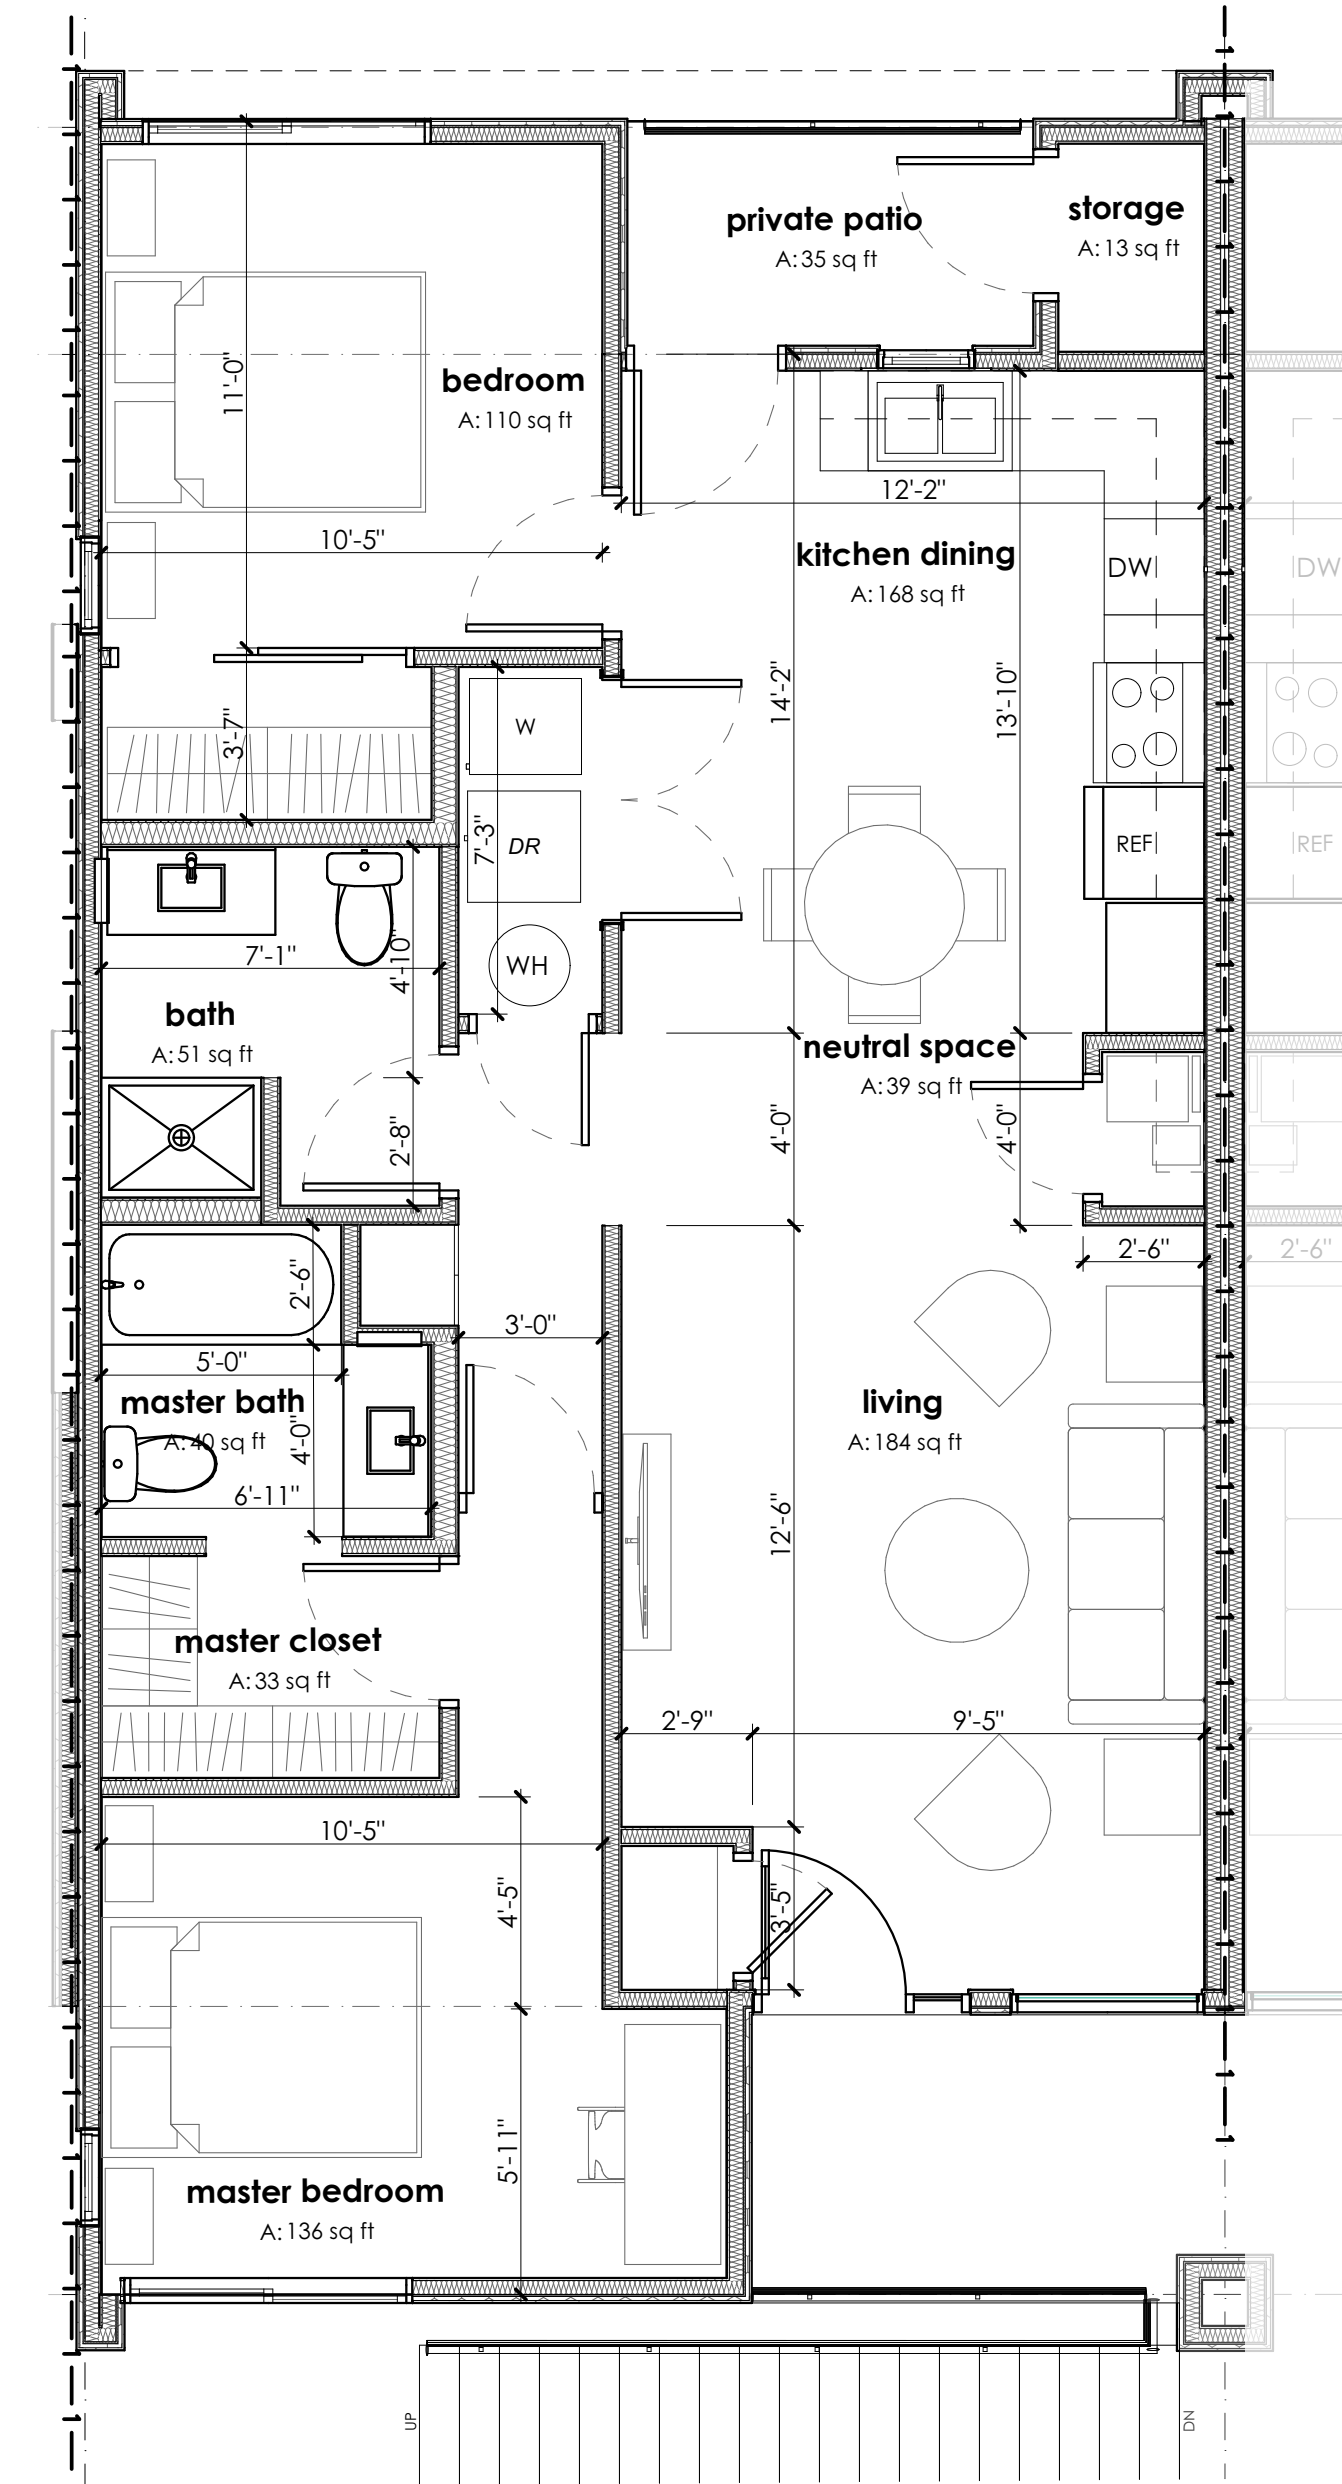 private patio
A: 35 sq ft
storage
A: 13 sq ft
11'-0"
bedroom
A: 110 sq ft
12'-2"
10'-5"
kitchen dining
A: 168 sq ft
DW
DW
14'-2"
13'-10"
3'-7"
W
7'-3"
DR
REF
REF
4'-10"
7'-1"
WH
bath
A: 51 sq ft
neutral space
A: 39 sq ft
2'-8"
4'-0"
4'-0"
2'-6"
2'-6"
2'-6"
3'-0"
5'-0"
master bath
A: 40 sq ft
4'-0"
6'-11"
living
A: 184 sq ft
12'-6"
master closet
A: 33 sq ft
2'-9"
9'-5"
10'-5"
4'-5"
3'-5"
5'-11"
master bedroom
A: 136 sq ft
UP
DN